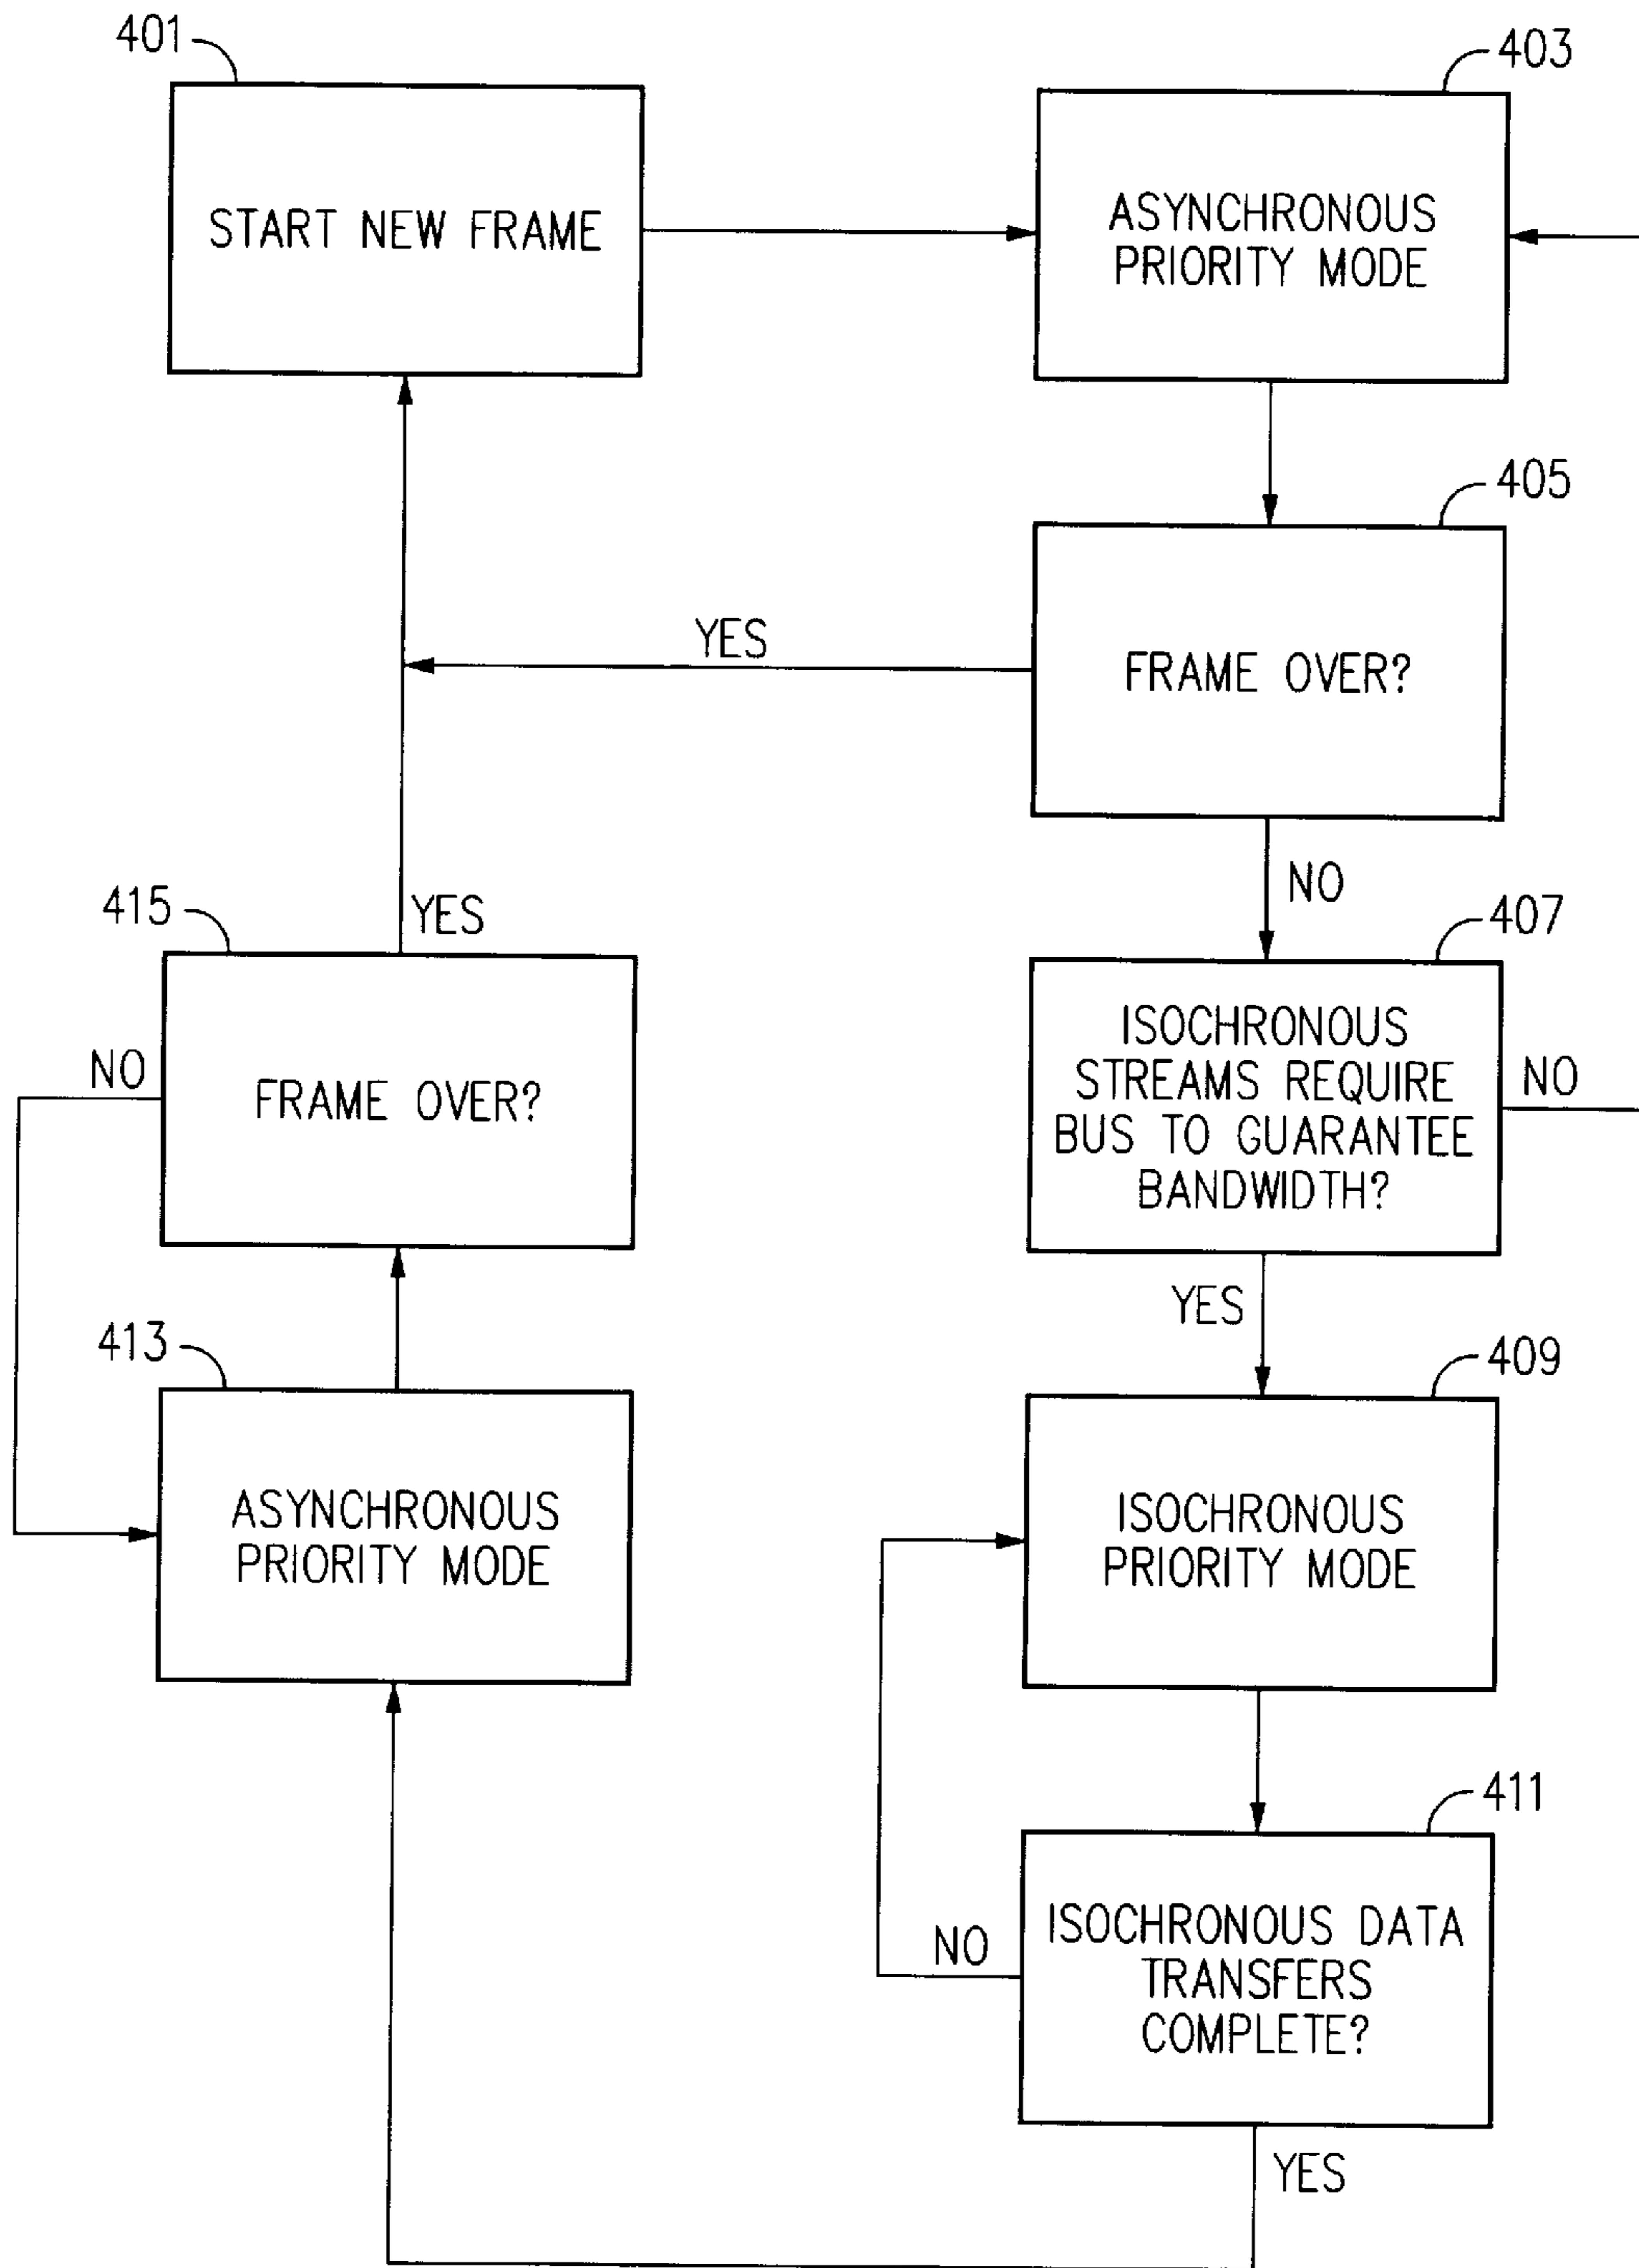 401
START NEW FRAME
403
ASYNCHRONOUS
PRIORITY MODE
405
FRAME OVER?
YES
NO
407
ISOCHRONOUS
STREAMS REQUIRE
BUS TO GUARANTEE
BANDWIDTH?
NO
YES
409
ISOCHRONOUS
PRIORITY MODE
411
ISOCHRONOUS DATA
TRANSFERS
COMPLETE?
NO
YES
413
ASYNCHRONOUS
PRIORITY MODE
415
FRAME OVER?
NO
YES